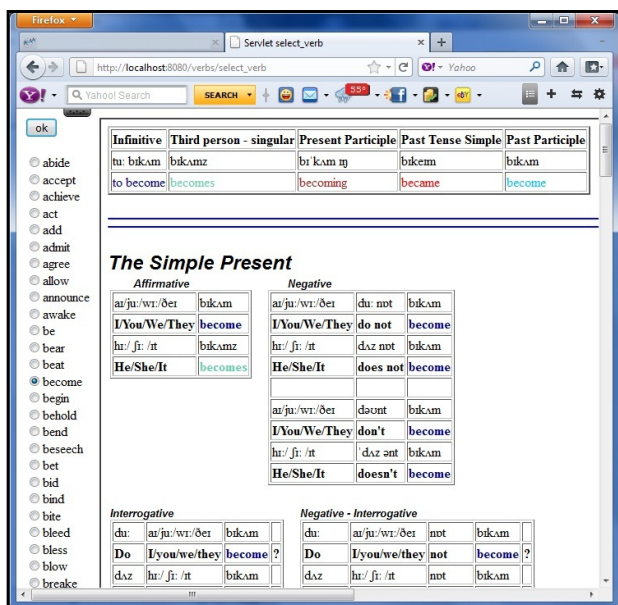 Firefox
Servlet select_verb
http://localhost:8080/verbs/select_verb
Yahoo
Yahoo! Search
SEARCH
55°
ok
abide
accept
achieve
act
add
admit
agree
allow
announce
awake
be
bear
beat
become
begin
behold
bend
beseech
bet
bid
bind
bite
bleed
bless
blow
breake
Infinitive Third person - singular Present Participle Past Tense Simple Past Participle
tu: bɪkʌm bɪkʌmz bɪˈkʌm ɪŋ bɪkeɪm bɪkʌm
to become becomes becoming became become
The Simple Present
Affirmative
aɪ/ju:/wɪ:/ðeɪ bɪkʌm
I/You/We/They become
hɪ:/ ʃɪ: /ɪt bɪkʌmz
He/She/It becomes
Negative
aɪ/ju:/wɪ:/ðeɪ du: nɒt bɪkʌm
I/You/We/They do not become
hɪ:/ ʃɪ: /ɪt dʌz nɒt bɪkʌm
He/She/It does not become
aɪ/ju:/wɪ:/ðeɪ dəʊnt bɪkʌm
I/You/We/They don't become
hɪ:/ ʃɪ: /ɪt ˈdʌz ənt bɪkʌm
He/She/It doesn't become
Interrogative
du: aɪ/ju:/wɪ:/ðeɪ bɪkʌm
Do I/you/we/they become ?
dʌz hɪ:/ ʃɪ: /ɪt bɪkʌm
Negative - Interrogative
du: aɪ/ju:/wɪ:/ðeɪ nɒt bɪkʌm
Do I/you/we/they not become ?
dʌz hɪ:/ ʃɪ: /ɪt nɒt bɪkʌm